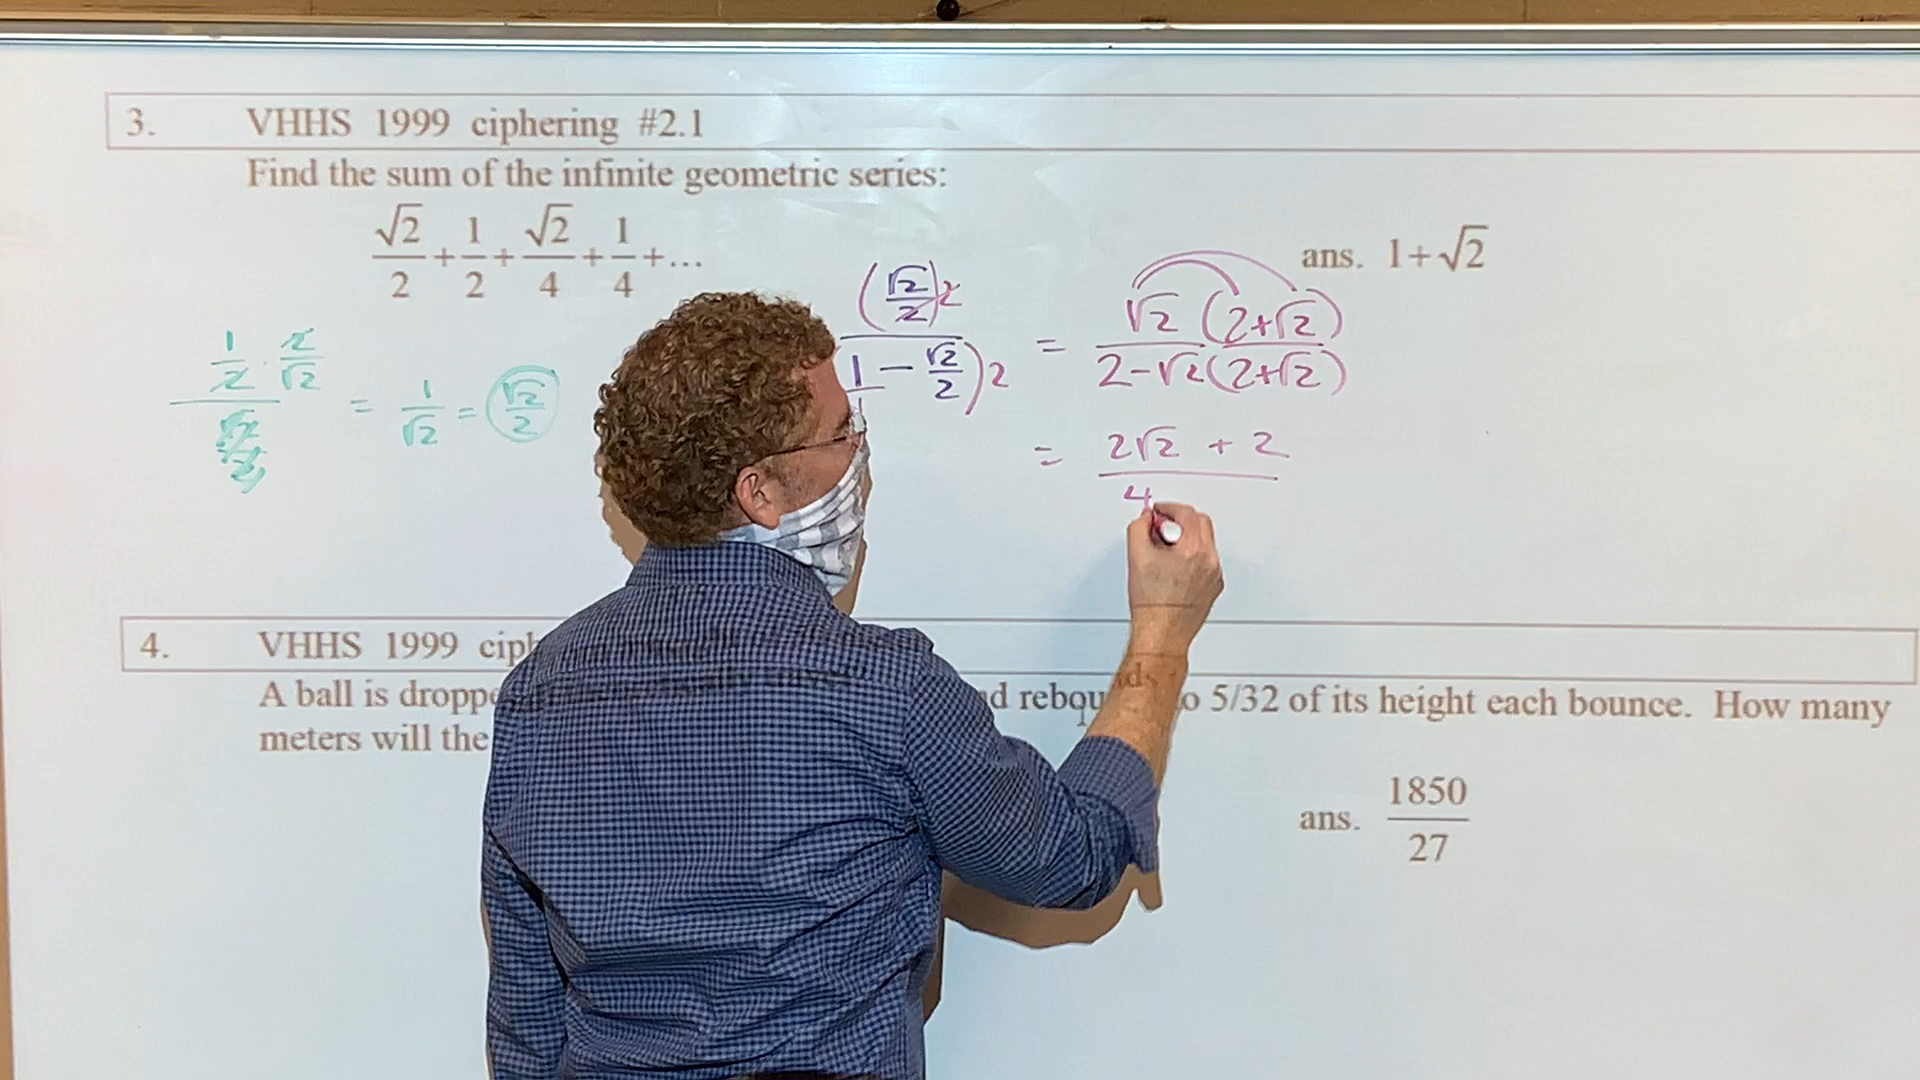 3. VHHS 1999 ciphering #2.1
Find the sum of the infinite geometric series:
√2/2 + 1/2 + √2/4 + 1/4 + ...
ans. 1+√2
1/2 · 2/√2
√2/2
= 1/√2 = √2/2
(√2/2)2
(1 - √2/2)2
= √2 (2+√2)
2-√2(2+√2)
= 2√2 + 2
4
4. VHHS 1999
A ball is rebounds 5/32 of its height each bounce. How many
meters will the
ans. 1850/27